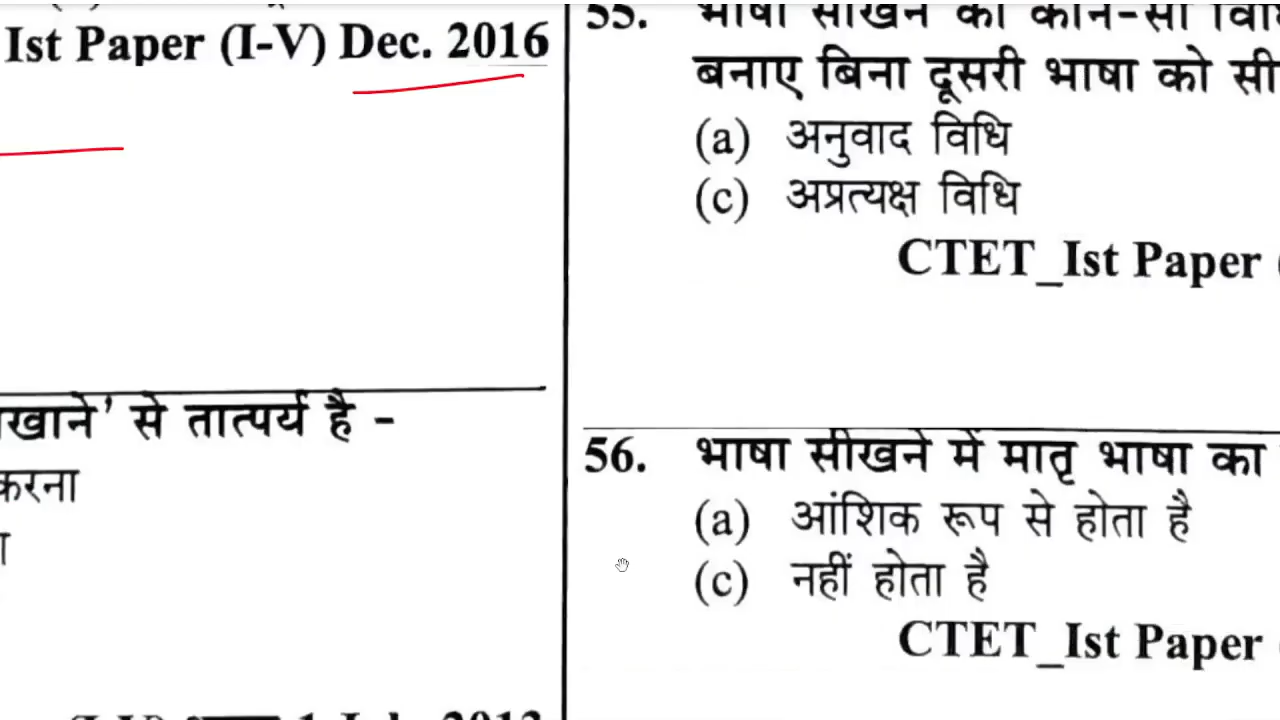 Ist Paper (I-V) Dec. 2016
खाने' से तात्पर्य है -
करना
55. भाषा सीखने की कौन-सी
बनाए बिना दूसरी भाषा को सी
(a) अनुवाद विधि
(c) अप्रत्यक्ष विधि
CTET_Ist Paper (
56. भाषा सीखने में मातृ भाषा का
(a) आंशिक रूप से होता है
(c) नहीं होता है
CTET_Ist Paper (